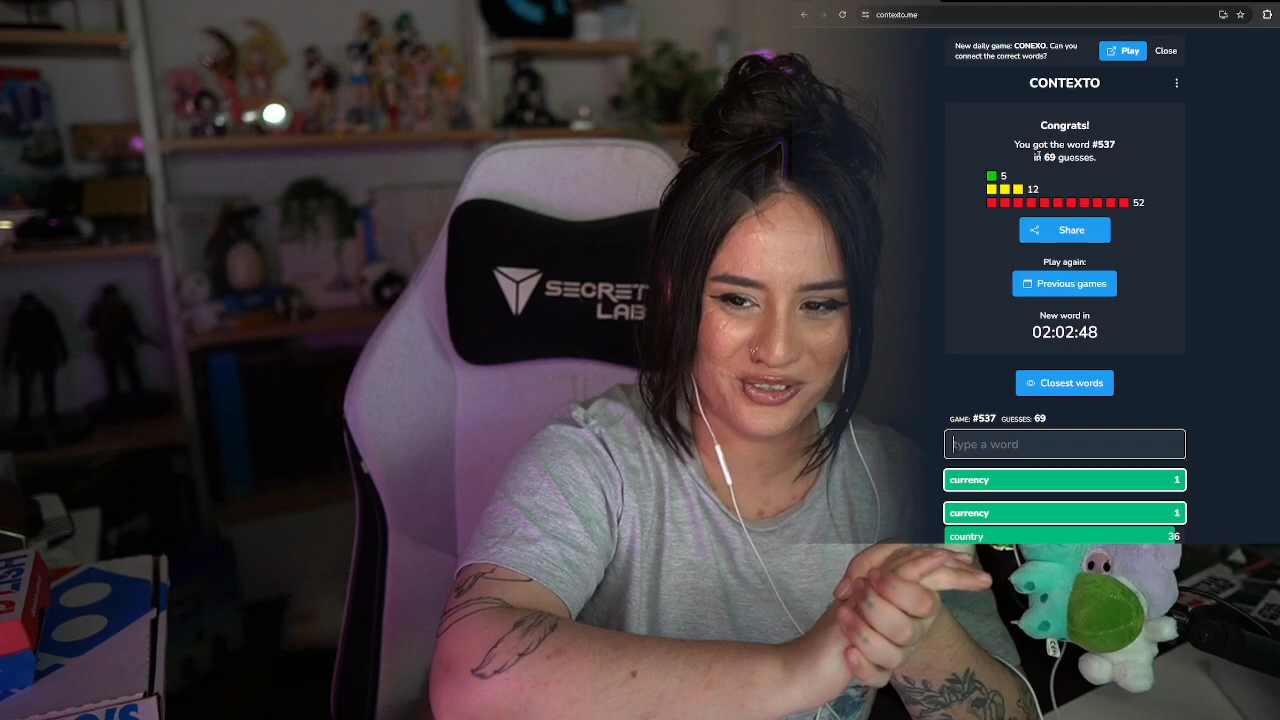 contexto.me
New daily game: CONEXO. Can you
connect the correct words?
Play
Close
CONTEXTO
Congrats!
You got the word #537
in 69 guesses.
5
12
52
Share
Play again:
Previous games
New word in
02:02:48
Closest words
GAME: #537 GUESSES: 69
type a word
currency 1
currency 1
country 36
SECRET
LAB